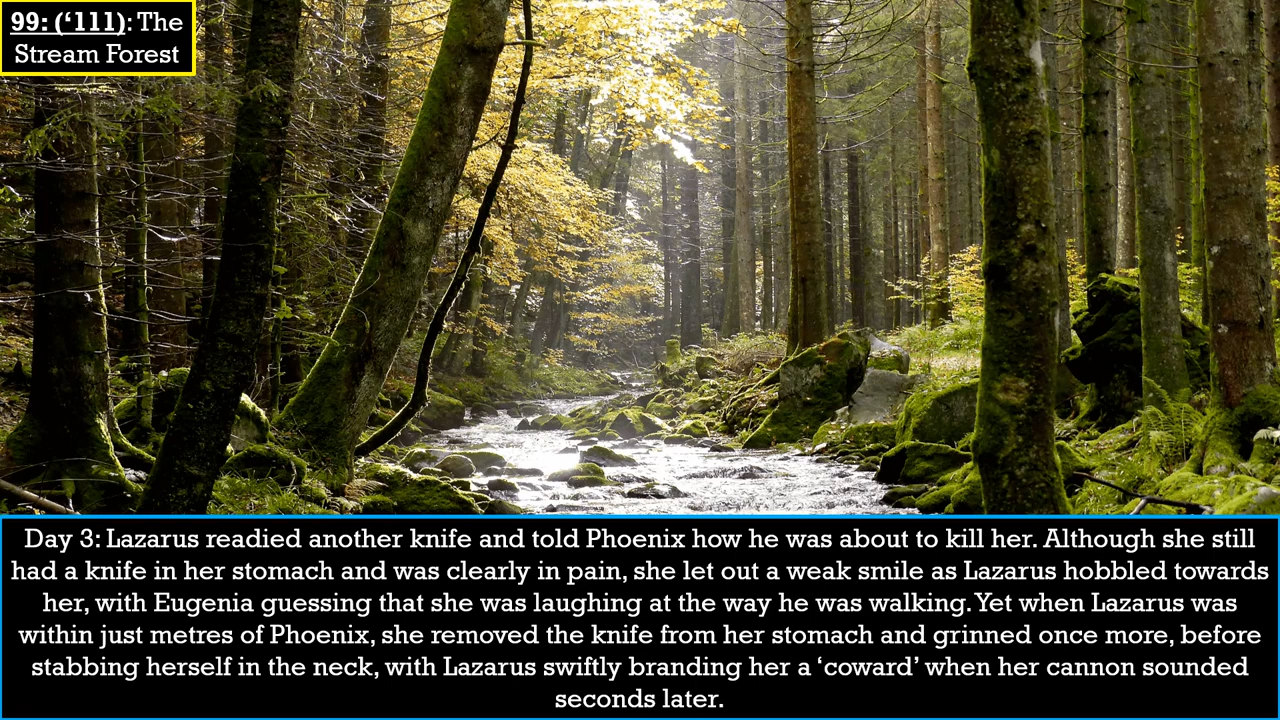 99: (‘111): The
Stream Forest
Day 3: Lazarus readied another knife and told Phoenix how he was about to kill her. Although she still
had a knife in her stomach and was clearly in pain, she let out a weak smile as Lazarus hobbled towards
her, with Eugenia guessing that she was laughing at the way he was walking. Yet when Lazarus was
within just metres of Phoenix, she removed the knife from her stomach and grinned once more, before
stabbing herself in the neck, with Lazarus swiftly branding her a ‘coward’ when her cannon sounded
seconds later.